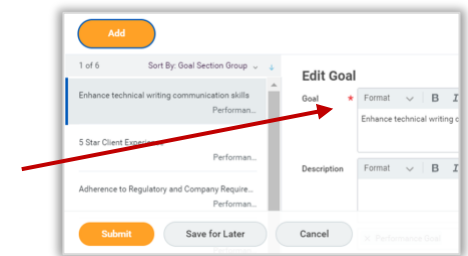 Add
1 of 6 Sort By: Goal Section Group
Edit Goal
Enhance technical writing communication skills
Performan...
Goal * Format B I
Enhance technical writing c
5 Star Client Experience
Performan...
Description Format B I
Adherence to Regulatory and Company Require...
Performan...
Submit Save for Later Cancel
Performance Goal